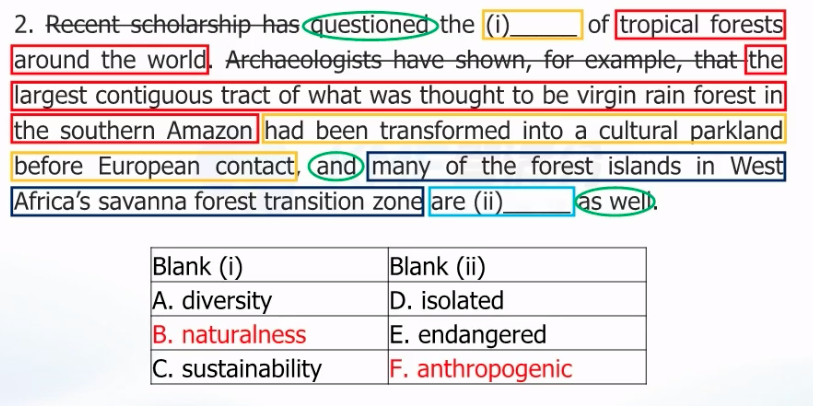 2. Recent scholarship has questioned the (i)_____ of tropical forests
around the world. Archaeologists have shown, for example, that the
largest contiguous tract of what was thought to be virgin rain forest in
the southern Amazon had been transformed into a cultural parkland
before European contact, and many of the forest islands in West
Africa's savanna forest transition zone are (ii)_____ as well.
Blank (i) Blank (ii)
A. diversity D. isolated
B. naturalness E. endangered
C. sustainability F. anthropogenic